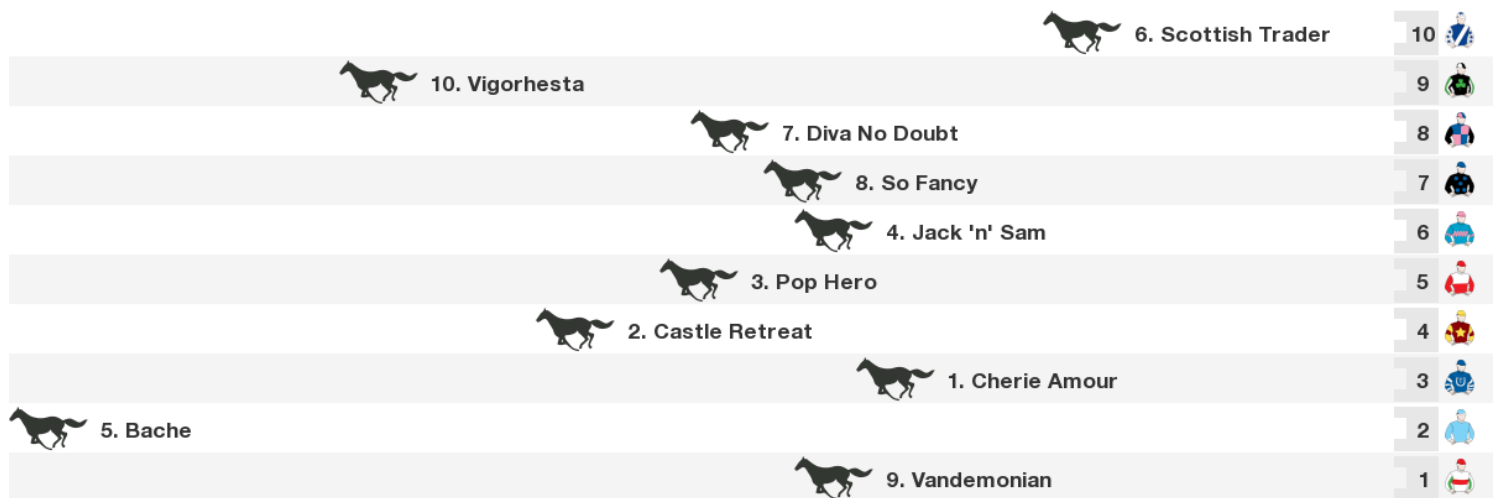 6. Scottish Trader 10
10. Vigorhesta 9
7. Diva No Doubt 8
8. So Fancy 7
4. Jack 'n' Sam 6
3. Pop Hero 5
2. Castle Retreat 4
1. Cherie Amour 3
5. Bache 2
9. Vandemonian 1